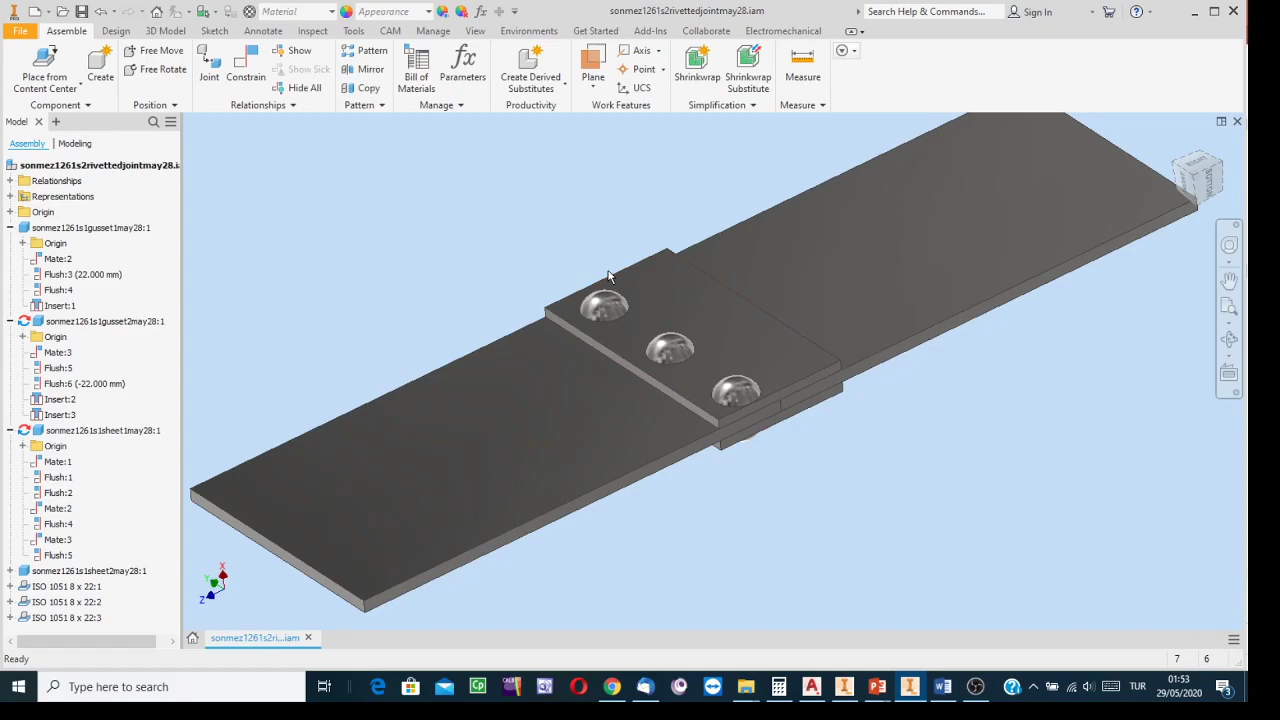 Material
Appearance
sonmez1261s2rivettedjointmay28.iam
Search Help & Commands...
Sign In
File Assembly Design 3D Model Sketch Annotate Inspect Tools CAM Manage View Environments Get Started Add-Ins Collaborate Electromechanical
Place from
Content Center
Create
Free Move
Free Rotate
Joint
Constrain
Show
Show Sick
Hide All
Pattern
Mirror
Copy
Bill of
Materials
Parameters
Create Derived
Substitutes
Plane
Axis
Point
UCS
Shrinkwrap
Shrinkwrap
Substitute
Measure
Component Position Relationships Pattern Manage Productivity Work Features Simplification Measure
Model
Assembly Modeling
sonmez1261s2rivettedjointmay28.i
Relationships
Representations
Origin
sonmez1261s1gusset1may28:1
Origin
Mate:2
Flush:3 (22.000 mm)
Flush:4
Insert:1
sonmez1261s1gusset2may28:1
Origin
Mate:3
Flush:5
Flush:6 (-22.000 mm)
Insert:2
Insert:3
sonmez1261s1sheet1may28:1
Origin
Mate:1
Flush:1
Flush:2
Mate:2
Flush:4
Mate:3
Flush:5
sonmez1261s1sheet2may28:1
ISO 1051 8 x 22:1
ISO 1051 8 x 22:2
ISO 1051 8 x 22:3
X
Y
Z
RIGHT
sonmez1261s2ri...iam
Ready
7 6
Type here to search
TUR
01:53
29/05/2020
3